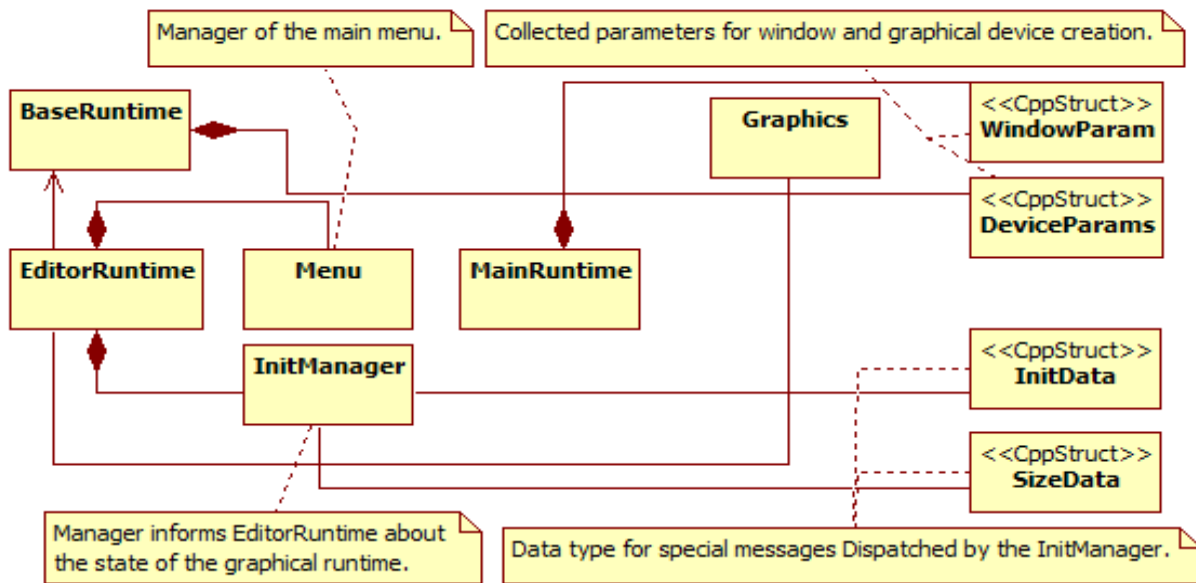 Manager of the main menu.
Collected parameters for window and graphical device creation.
BaseRuntime
Graphics
<<CppStruct>>
WindowParam
<<CppStruct>>
DeviceParams
EditorRuntime
Menu
MainRuntime
InitManager
<<CppStruct>>
InitData
<<CppStruct>>
SizeData
Manager informs EditorRuntime about
the state of the graphical runtime.
Data type for special messages Dispatched by the InitManager.